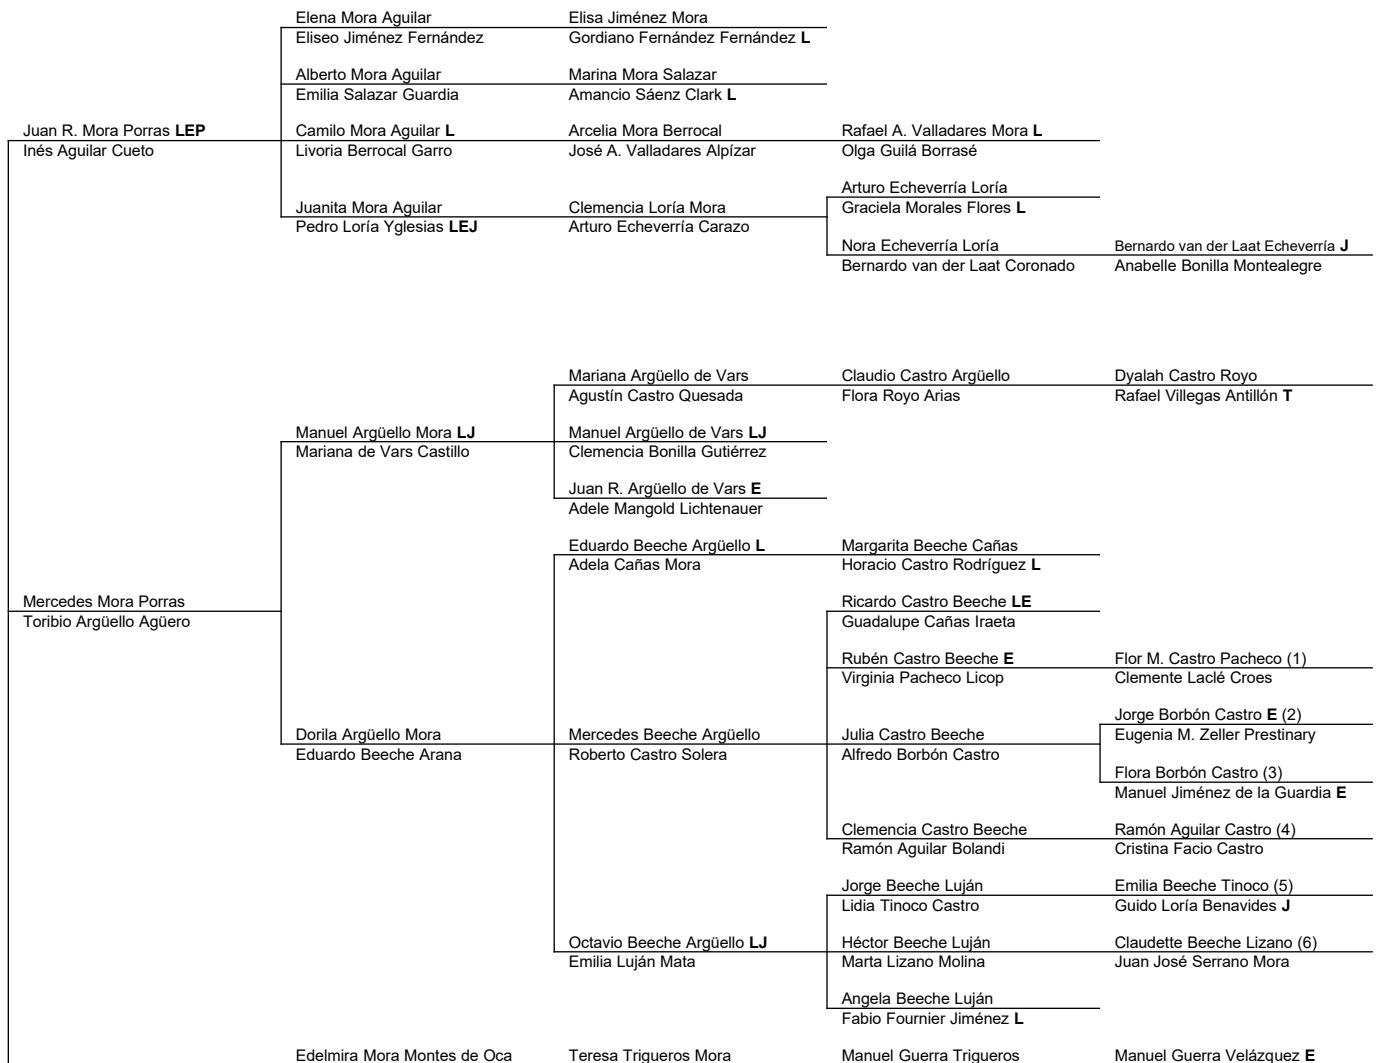 Elena Mora Aguilar Elisa Jiménez Mora
Eliseo Jiménez Fernández Gordiano Fernández Fernández L
Alberto Mora Aguilar Marina Mora Salazar
Emilia Salazar Guardia Amancio Sáenz Clark L
Juan R. Mora Porras LEP Camilo Mora Aguilar L Arcelia Mora Berrocal Rafael A. Valladares Mora L
Inés Aguilar Cueto Livoria Berrocal Garro José A. Valladares Alpízar Olga Guilá Borrasé
Arturo Echeverría Loría
Juanita Mora Aguilar Clemencia Loría Mora Graciela Morales Flores L
Pedro Loría Yglesias LEJ Arturo Echeverría Carazo
Nora Echeverría Loría Bernardo van der Laat Echeverría J
Bernardo van der Laat Coronado Anabelle Bonilla Montealegre
Mariana Argüello de Vars Claudio Castro Argüello Dyalah Castro Royo
Agustín Castro Quesada Flora Royo Arias Rafael Villegas Antillón T
Manuel Argüello Mora LJ Manuel Argüello de Vars LJ
Mariana de Vars Castillo Clemencia Bonilla Gutiérrez
Juan R. Argüello de Vars E
Adele Mangold Lichtenauer
Eduardo Beeche Argüello L Margarita Beeche Cañas
Adela Cañas Mora Horacio Castro Rodríguez L
Mercedes Mora Porras Ricardo Castro Beeche LE
Toribio Argüello Agüero Guadalupe Cañas Iraeta
Rubén Castro Beeche E Flor M. Castro Pacheco (1)
Virginia Pacheco Licop Clemente Laclé Croes
Jorge Borbón Castro E (2)
Dorila Argüello Mora Mercedes Beeche Argüello Julia Castro Beeche Eugenia M. Zeller Prestinary
Eduardo Beeche Arana Roberto Castro Solera Alfredo Borbón Castro
Flora Borbón Castro (3)
Manuel Jiménez de la Guardia E
Clemencia Castro Beeche Ramón Aguilar Castro (4)
Ramón Aguilar Bolandi Cristina Facio Castro
Jorge Beeche Luján Emilia Beeche Tinoco (5)
Lidia Tinoco Castro Guido Loría Benavides J
Octavio Beeche Argüello LJ Héctor Beeche Luján Claudette Beeche Lizano (6)
Emilia Luján Mata Marta Lizano Molina Juan José Serrano Mora
Angela Beeche Luján
Fabio Fournier Jiménez L
Edelmira Mora Montes de Oca Teresa Trigueros Mora Manuel Guerra Trigueros Manuel Guerra Velázquez E